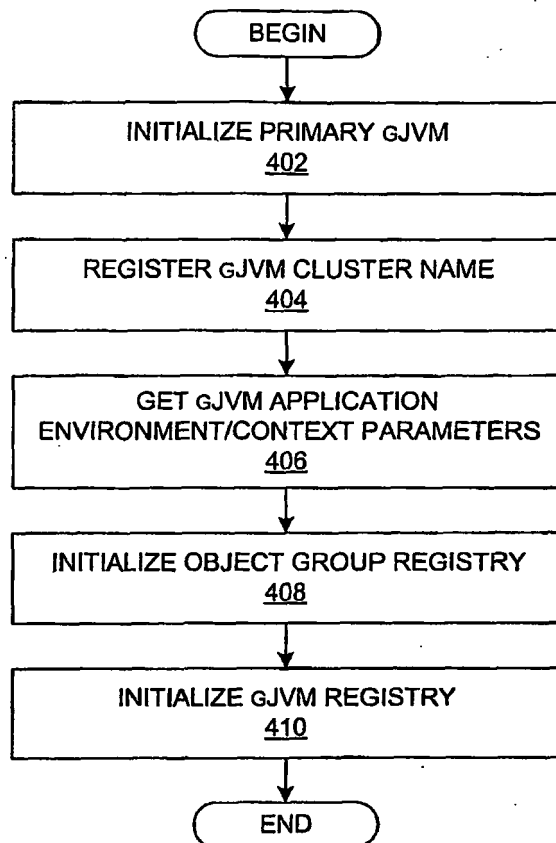 BEGIN
INITIALIZE PRIMARY GJVM
402
REGISTER GJVM CLUSTER NAME
404
GET GJVM APPLICATION
ENVIRONMENT/CONTEXT PARAMETERS
406
INITIALIZE OBJECT GROUP REGISTRY
408
INITIALIZE GJVM REGISTRY
410
END